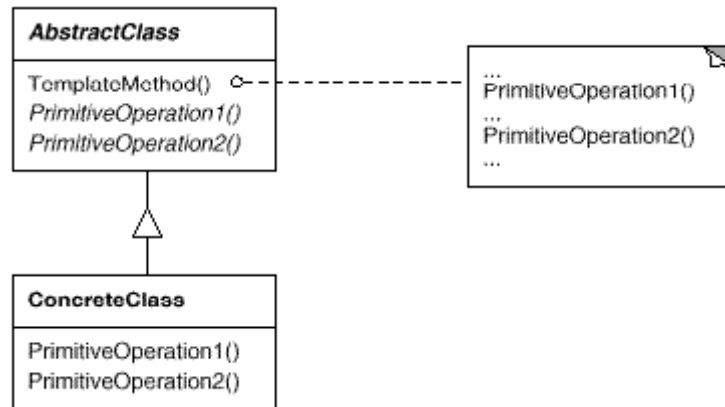 AbstractClass
TemplateMethod()
PrimitiveOperation1()
PrimitiveOperation2()
...
PrimitiveOperation1()
...
PrimitiveOperation2()
...
ConcreteClass
PrimitiveOperation1()
PrimitiveOperation2()